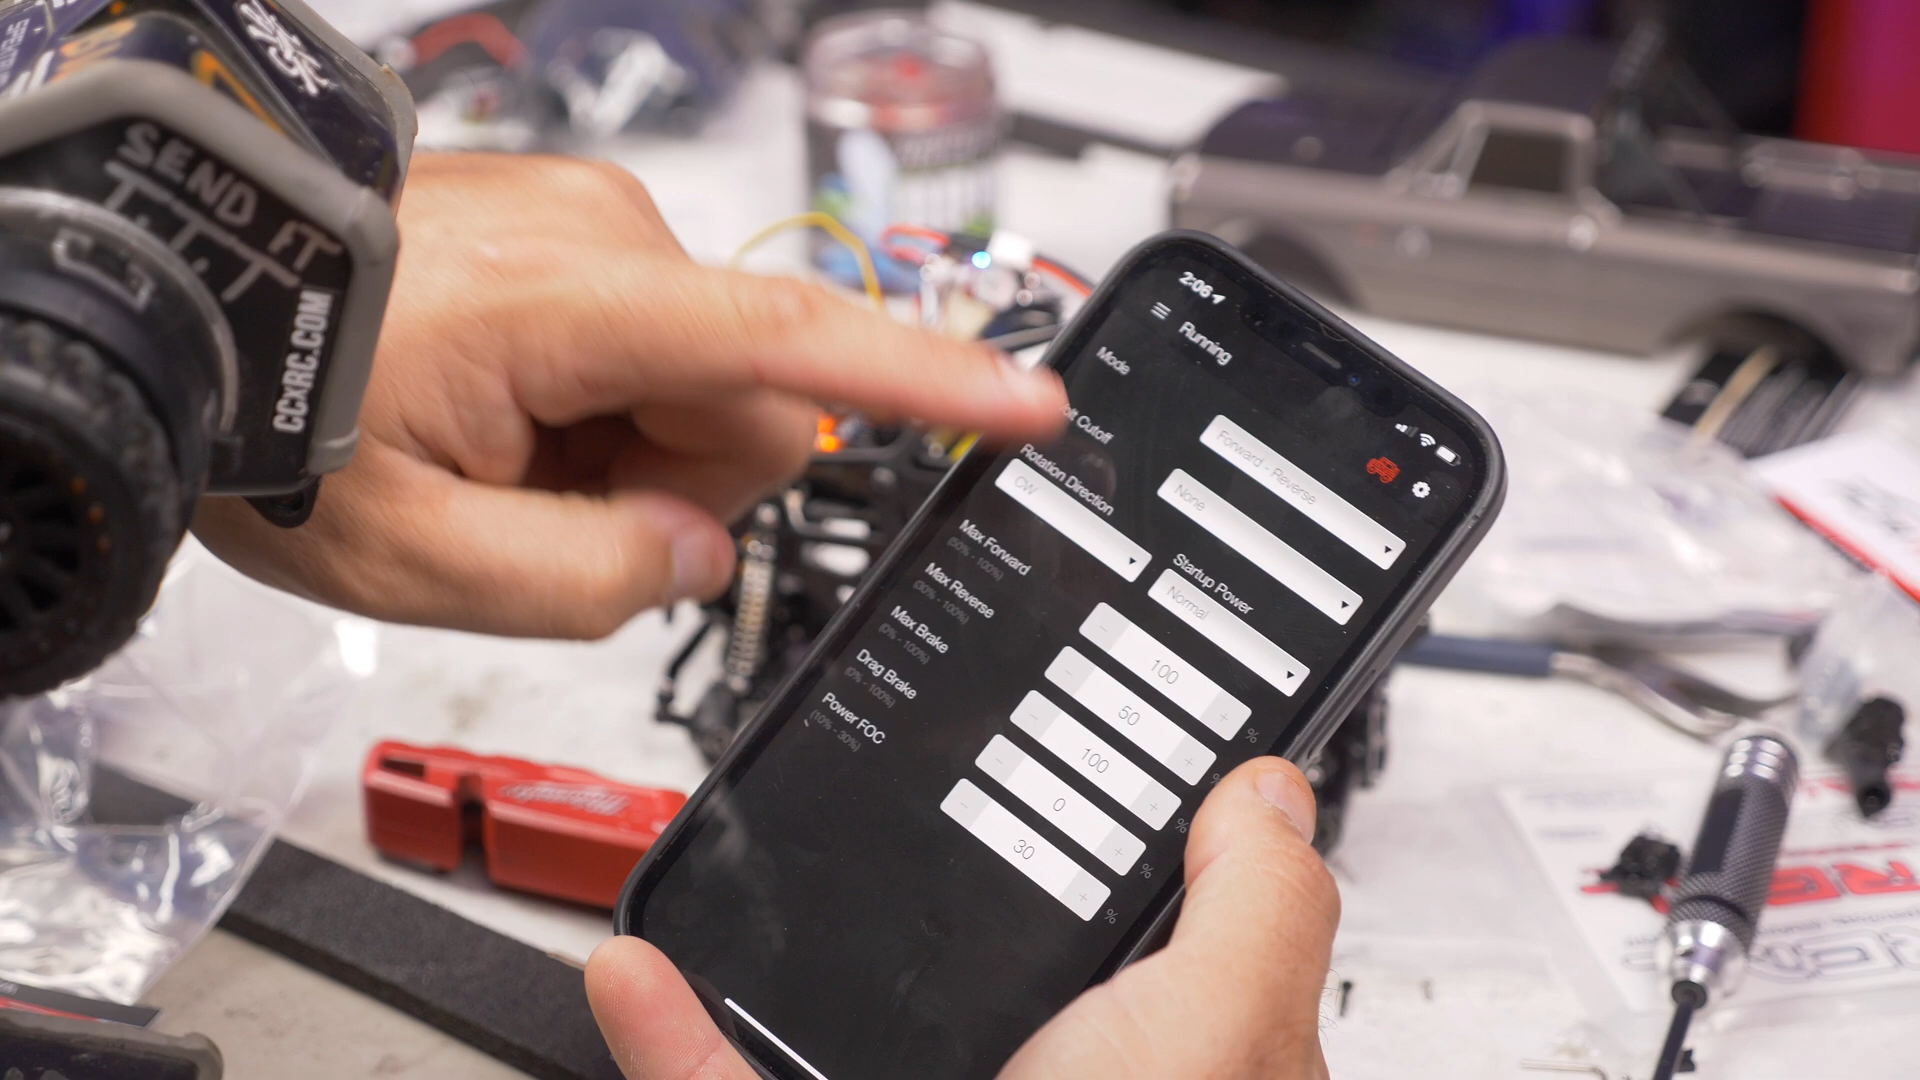 SEND IT
CCxRC.COM
2:06
Running
Mode
Forward - Reverse
olt Cutoff
None
Rotation Direction
CW
Startup Power
Normal
Max Forward
(50% - 100%)
100
%
Max Reverse
(30% - 100%)
50
%
Max Brake
(0% - 100%)
100
%
Drag Brake
(0% - 100%)
0
%
Power FOC
(10% - 30%)
30
%